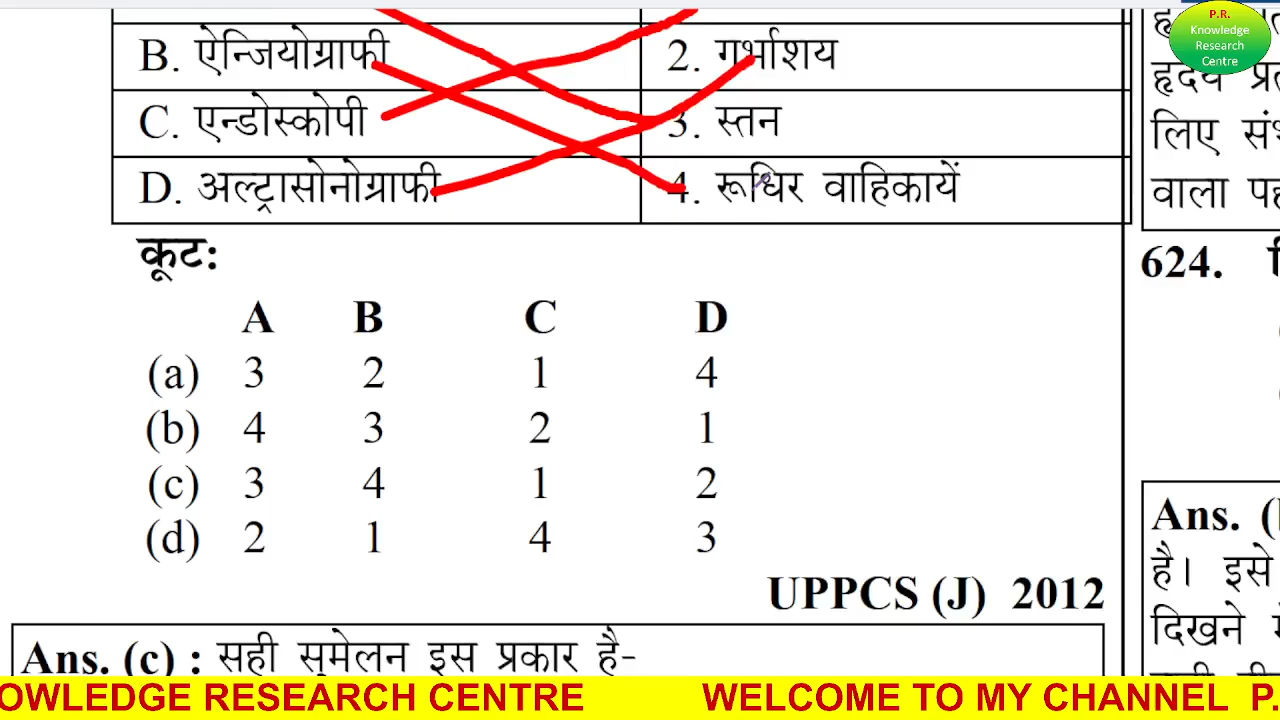 B. ऐन्जियोग्राफी 2. गर्भाशय
C. एन्डोस्कोपी 3. स्तन
D. अल्ट्रासोनोग्राफी 4. रूधिर वाहिकायें
कूटः
A B C D
(a) 3 2 1 4
(b) 4 3 2 1
(c) 3 4 1 2
(d) 2 1 4 3
UPPCS (J) 2012
Ans. (c) : सही सुमेलन इस प्रकार है-
P.R.
Knowledge
Research
Centre
लिए
वाला
624.
Ans.
है। इसे
दिखने
OWLEDGE RESEARCH CENTRE WELCOME TO MY CHANNEL P.